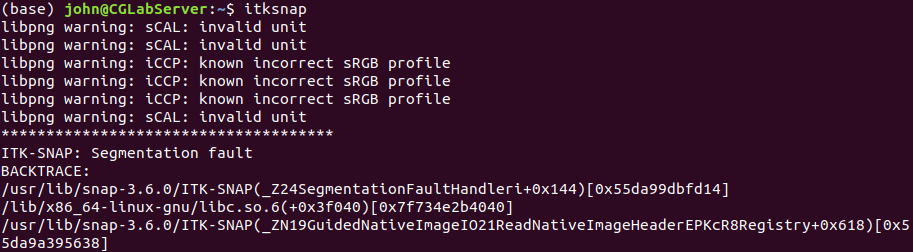 (base) john@CGLabServer:~$ itksnap
libpng warning: sCAL: invalid unit
libpng warning: sCAL: invalid unit
libpng warning: iCCP: known incorrect sRGB profile
libpng warning: iCCP: known incorrect sRGB profile
libpng warning: iCCP: known incorrect sRGB profile
libpng warning: sCAL: invalid unit
*************************************
ITK-SNAP: Segmentation fault
BACKTRACE:
/usr/lib/snap-3.6.0/ITK-SNAP(_Z24SegmentationFaultHandleri+0x144)[0x55da99dbfd14]
/lib/x86_64-linux-gnu/libc.so.6(+0x3f040)[0x7f734e2b4040]
/usr/lib/snap-3.6.0/ITK-SNAP(_ZN19GuidedNativeImageIO21ReadNativeImageHeaderEPKcR8Registry+0x618)[0x5
5da9a395638]